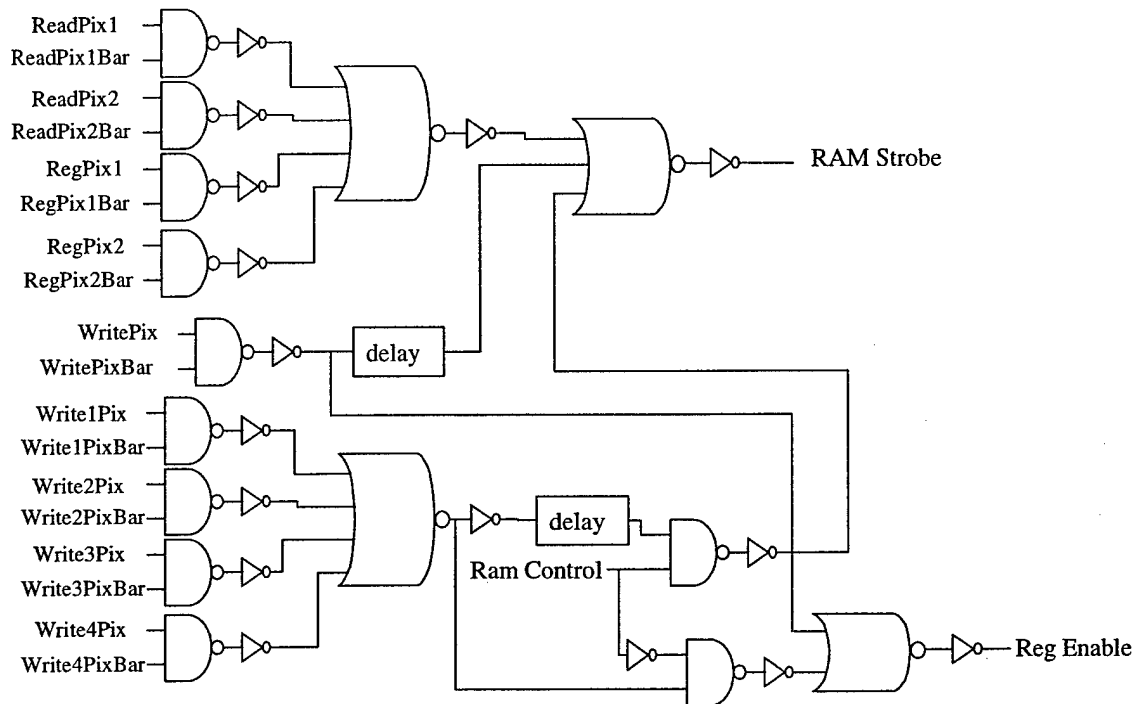 ReadPix1
ReadPix1Bar
ReadPix2
ReadPix2Bar
RegPix1
RegPix1Bar
RegPix2
RegPix2Bar
RAM Strobe
WritePix
WritePixBar
delay
Write1Pix
Write1PixBar
Write2Pix
Write2PixBar
Write3Pix
Write3PixBar
Write4Pix
Write4PixBar
delay
Ram Control
Reg Enable